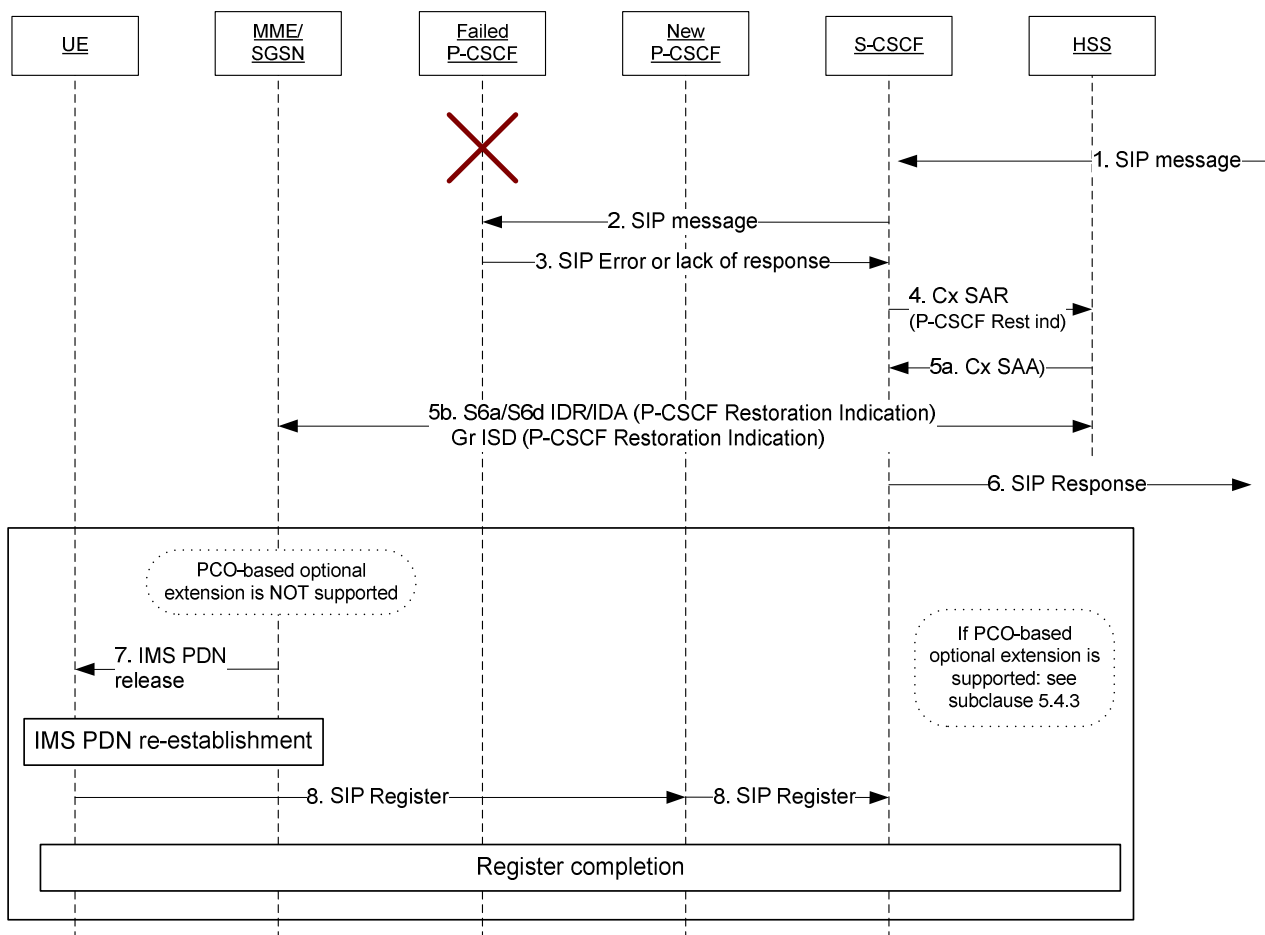 UE
MME/
SGSN
Failed
P-CSCF
New
P-CSCF
S-CSCF
HSS
1. SIP message
2. SIP message
3. SIP Error or lack of response
4. Cx SAR
(P-CSCF Rest ind)
5a. Cx SAA)
5b. S6a/S6d IDR/IDA (P-CSCF Restoration Indication)
Gr ISD (P-CSCF Restoration Indication)
6. SIP Response
PCO-based optional
extension is NOT supported
If PCO-based
optional extension is
supported: see
subclause 5.4.3
7. IMS PDN
release
IMS PDN re-establishment
8. SIP Register
8. SIP Register
Register completion